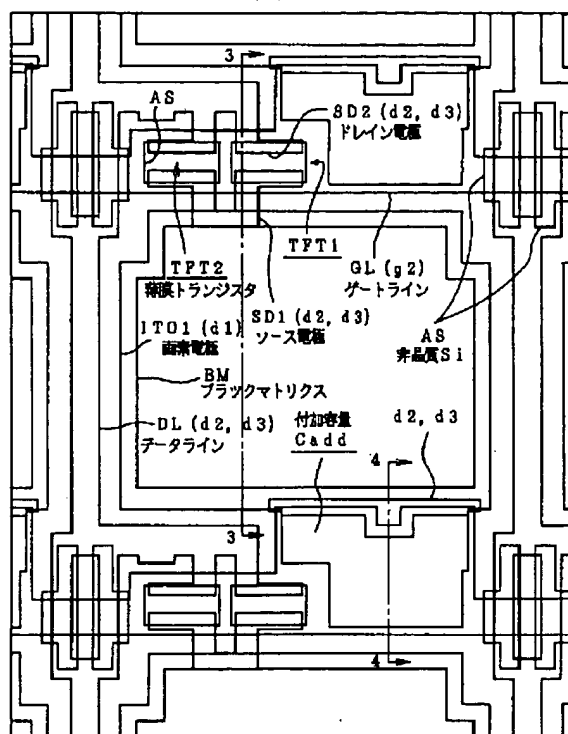 3
AS
SD2 (d2, d3)
ドレイン電極
TFT2
薄膜トランジスタ
TFT1
GL (g2)
ゲートライン
SD1 (d2, d3)
ソース電極
AS
非晶質Si
ITO1 (d1)
画素電極
BM
ブラックマトリクス
DL (d2, d3)
データライン
付加容量
Cadd
d2, d3
4
3
4